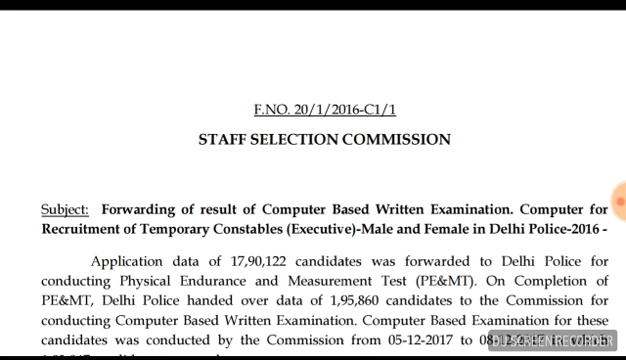 F.NO. 20/1/2016-C1/1
STAFF SELECTION COMMISSION
Subject: Forwarding of result of Computer Based Written Examination. Computer for
Recruitment of Temporary Constables (Executive)-Male and Female in Delhi Police-2016 -
Application data of 17,90,122 candidates was forwarded to Delhi Police for
conducting Physical Endurance and Measurement Test (PE&MT). On Completion of
PE&MT, Delhi Police handed over data of 1,95,860 candidates to the Commission for
conducting Computer Based Written Examination. Computer Based Examination for these
candidates was conducted by the Commission from 05-12-2017 to
DU SCREEN RECORDER